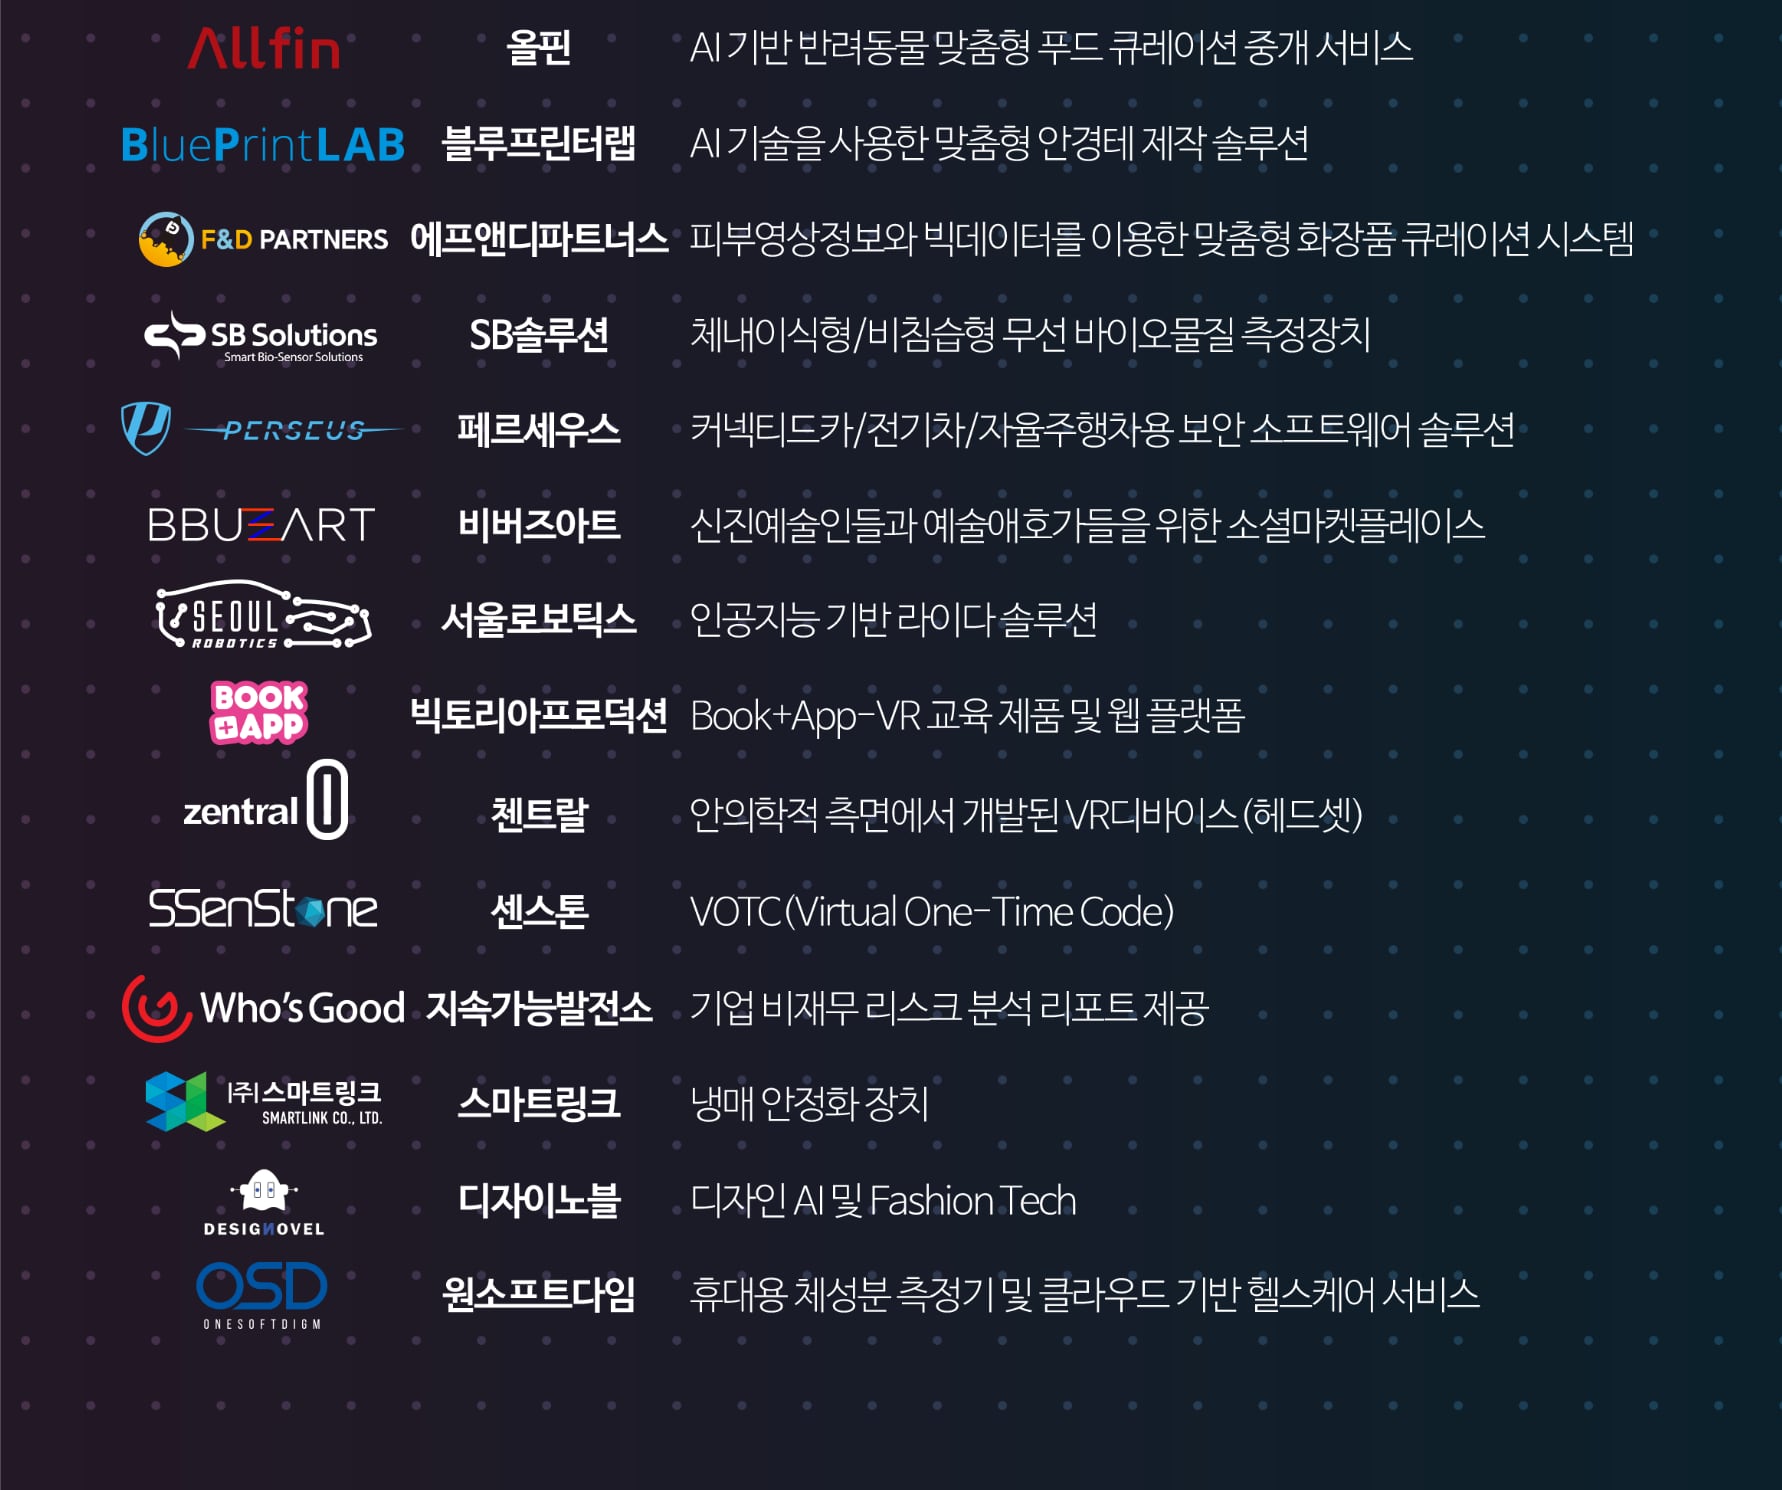 Allfin 올핀 AI 기반 반려동물 맞춤형 푸드 큐레이션 중개 서비스
BluePrintLAB 블루프린터랩 AI 기술을 사용한 맞춤형 안경테 제작 솔루션
F&D PARTNERS 에프앤디파트너스 피부영상정보와 빅데이터를 이용한 맞춤형 화장품 큐레이션 시스템
SB Solutions SB솔루션 체내이식형/비침습형 무선 바이오물질 측정장치
Smart Bio-Sensor Solutions
PERSEUS 페르세우스 커넥티드카/전기차/자율주행차용 보안 소프트웨어 솔루션
BBUZART 비버즈아트 신진예술인들과 예술애호가들을 위한 소셜마켓플레이스
SEOUL 서울로보틱스 인공지능 기반 라이다 솔루션
ROBOTICS
BOOK
+APP 빅토리아프로덕션 Book+App-VR 교육 제품 및 웹 플랫폼
zentral 첸트랄 안의학적 측면에서 개발된 VR디바이스(헤드셋)
SSenStone 센스톤 VOTC(Virtual One-Time Code)
Who's Good 지속가능발전소 기업 비재무 리스크 분석 리포트 제공
(주)스마트링크 스마트링크 냉매 안정화 장치
SMARTLINK CO., LTD.
디자이노블 디자인 AI 및 Fashion Tech
DESIGNOVEL
OSD 원소프트다임 휴대용 체성분 측정기 및 클라우드 기반 헬스케어 서비스
ONESOFTDIGM